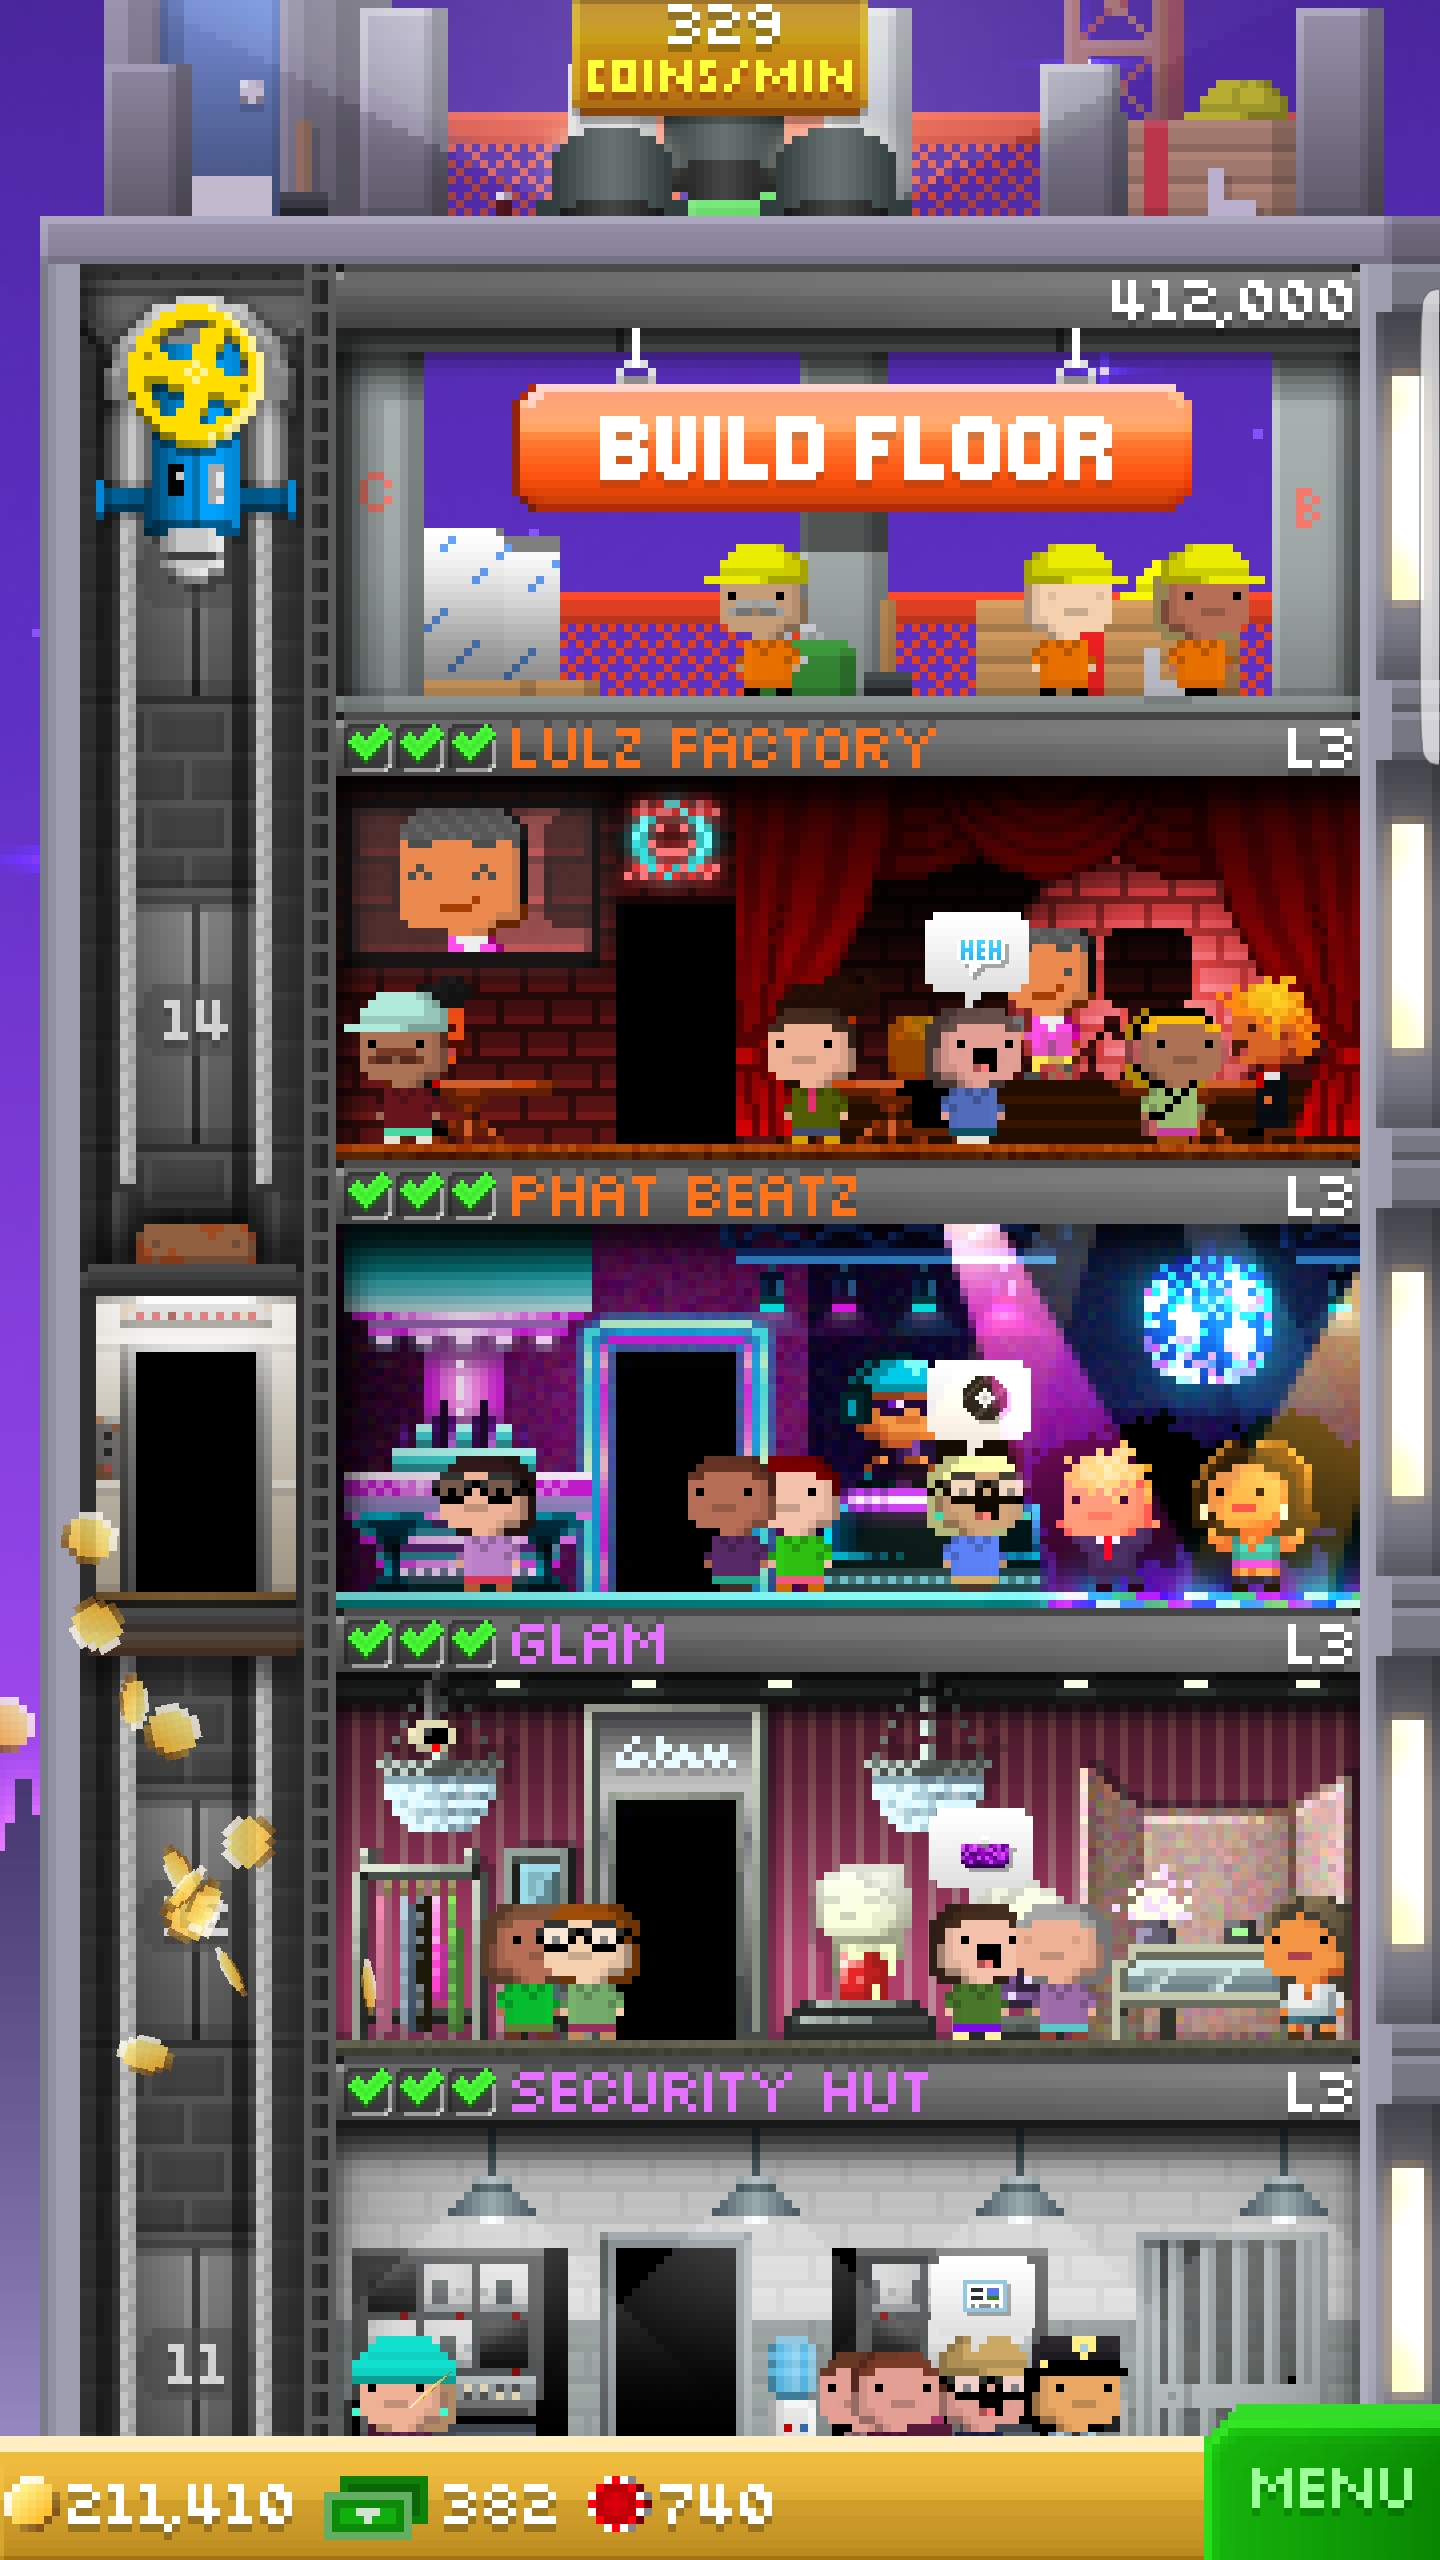 329
COINS/MIN
412,000
BUILD FLOOR
C
B
LULZ FACTORY L3
14
HEH
PHAT BEATZ L3
GLAM L3
Glam
SECURITY HUT L3
11
211,410 382 740
MENU